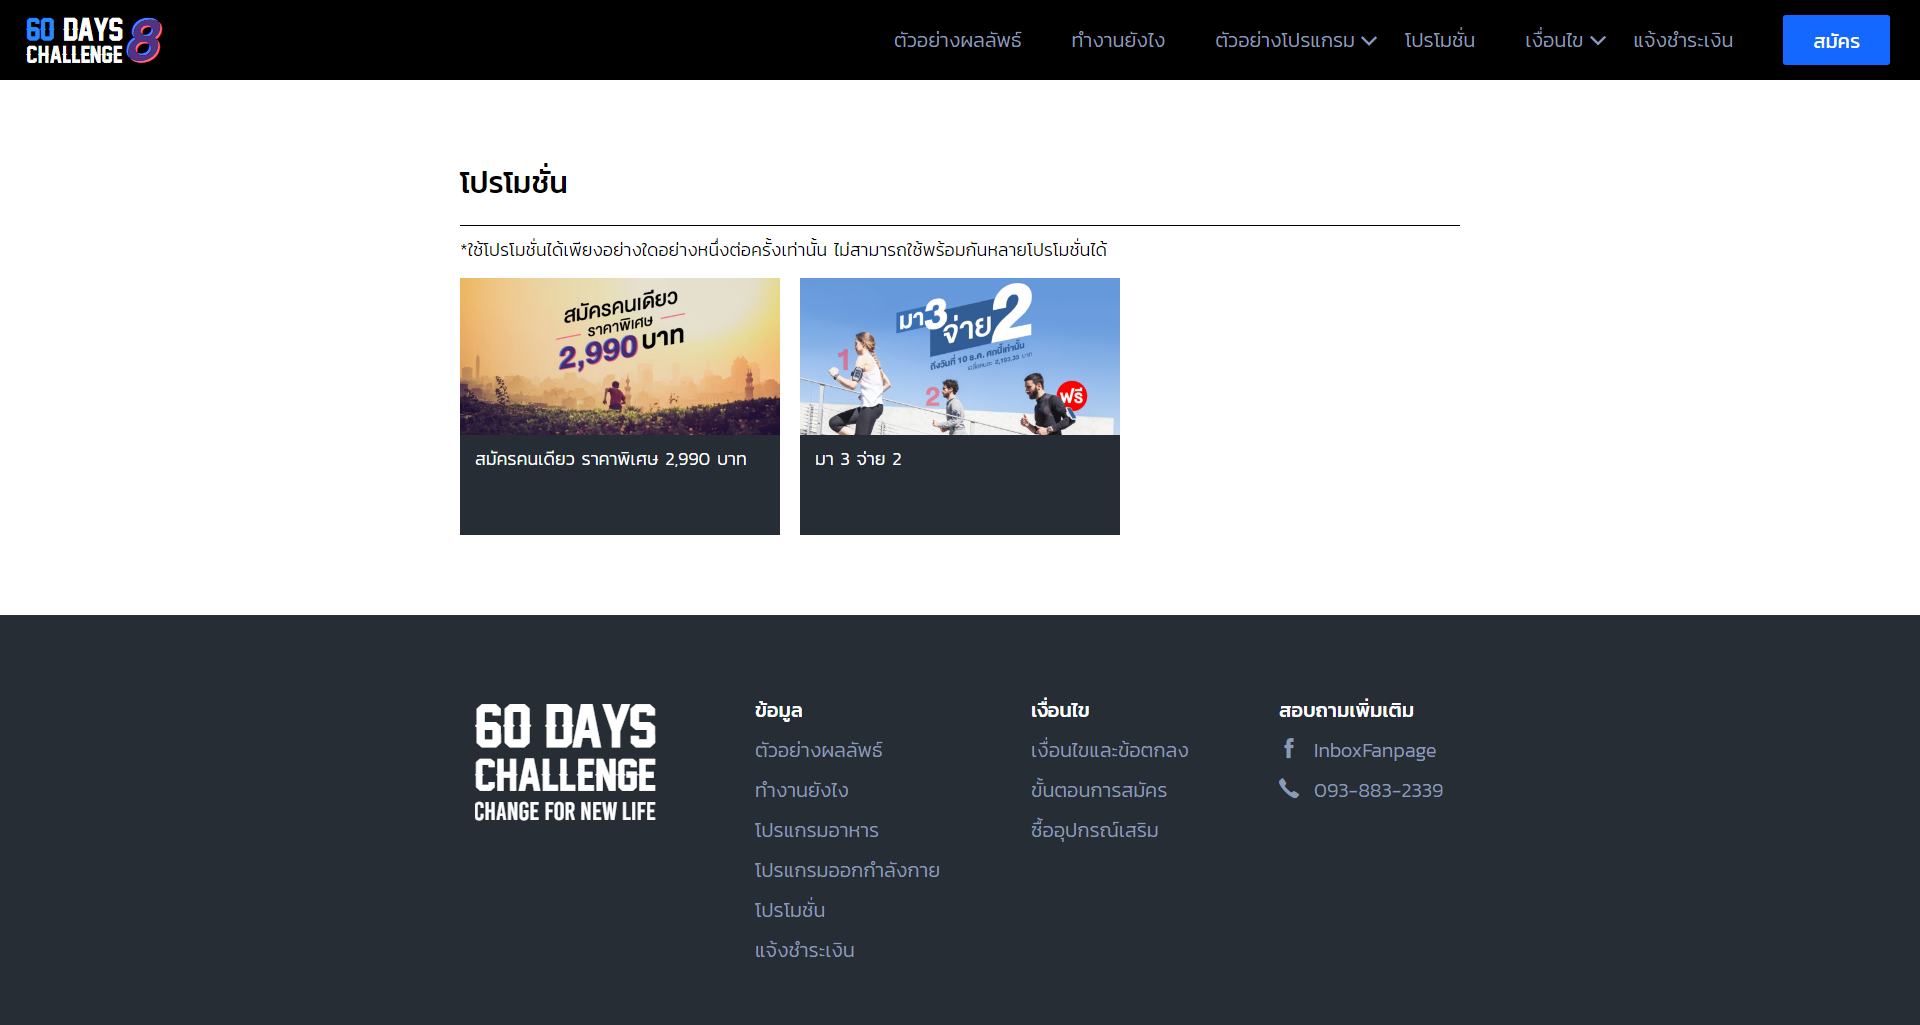 60 DAYS
CHALLENGE 8
ตัวอย่างผลลัพธ์
ทำงานยังไง
ตัวอย่างโปรแกรม
โปรโมชั่น
เงื่อนไข
แจ้งชำระเงิน
สมัคร
โปรโมชั่น
*ใช้โปรโมชั่นได้เพียงอย่างใดอย่างหนึ่งต่อครั้งเท่านั้น ไม่สามารถใช้พร้อมกันหลายโปรโมชั่นได้
สมัครคนเดียว
ราคาพิเศษ
2,990 บาท
สมัครคนเดียว ราคาพิเศษ 2,990 บาท
มา 3
จ่าย 2
ถึงวันที่ 10 ธ.ค. ศกนี้เท่านั้น
เฉลี่ยคนละ 2,193.33 บาท
1
2
ฟรี
มา 3 จ่าย 2
60 DAYS
CHALLENGE
CHANGE FOR NEW LIFE
ข้อมูล
ตัวอย่างผลลัพธ์
ทำงานยังไง
โปรแกรมอาหาร
โปรแกรมออกกำลังกาย
โปรโมชั่น
แจ้งชำระเงิน
เงื่อนไข
เงื่อนไขและข้อตกลง
ขั้นตอนการสมัคร
ซื้ออุปกรณ์เสริม
สอบถามเพิ่มเติม
InboxFanpage
093-883-2339